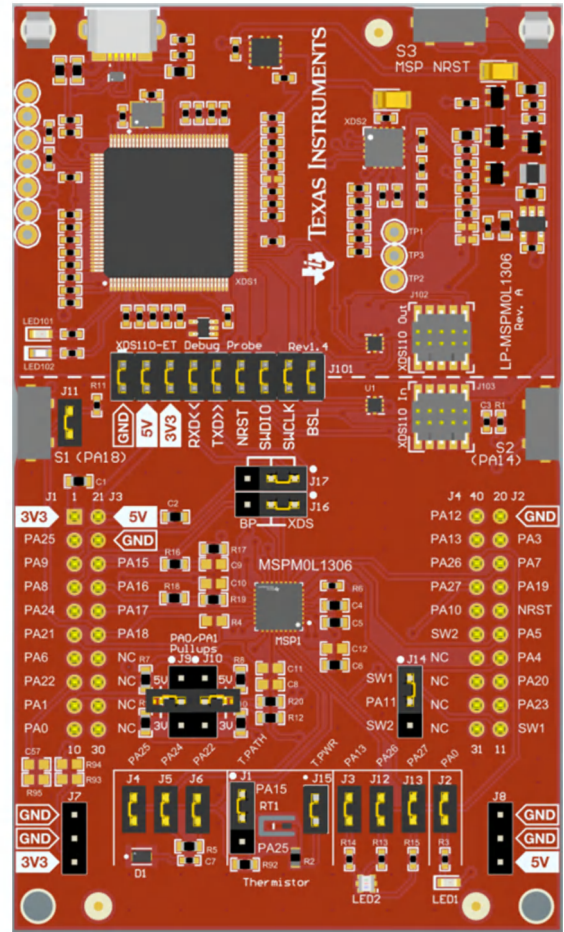 S3
MSP NRST
TEXAS INSTRUMENTS
XDS2
XDS1
TP1
TP3
TP2
LP-MSPM0L1306
Rev. A
J102
XDS110 Out
LED101
LED102
XDS110-ET Debug Probe Rev1.4
J101
GND 5V 3V3 RXD<< TXD>> NRST SWDIO SWCLK BSL
J11
R11
S1 (PA18)
U1
J103
XDS110 In
C3 R1
S2
(PA14)
C1
J17
J16
BP XDS
J1 1 21 J3
3V3 5V
C2
PA25 GND
PA9 PA15
PA8 PA16
PA24 PA17
PA21 PA18
PA6 NC
PA22 NC
PA1 NC
PA0 NC
10 30
J4 40 20 J2
PA12 GND
PA13 PA3
PA26 PA7
PA27 PA19
PA10 NRST
SW2 PA5
NC PA4
NC PA20
NC PA23
NC SW1
31 11
R17
R16
C9
C10
R18
R19
R4
MSPM0L1306
MSP1
R6
C4
C5
C12
C6
PA0/PA1
Pullups
J9 J10
R7 R8
5V 5V
3V 3V
C11
C8
R20
R12
J14
SW1
PA11
SW2
C57
R94
R93
R95
J7
GND
GND
3V3
PA25 PA24 PA22 T.PATH T.PWR PA13 PA26 PA27 PA0
J4 J5 J6 J1 J15 J3 J12 J13 J2
PA15
RT1
PA25
D1
R5
C7
R92
R2
Thermistor
R14 R13 R15 R3
LED2 LED1
J8
GND
GND
5V